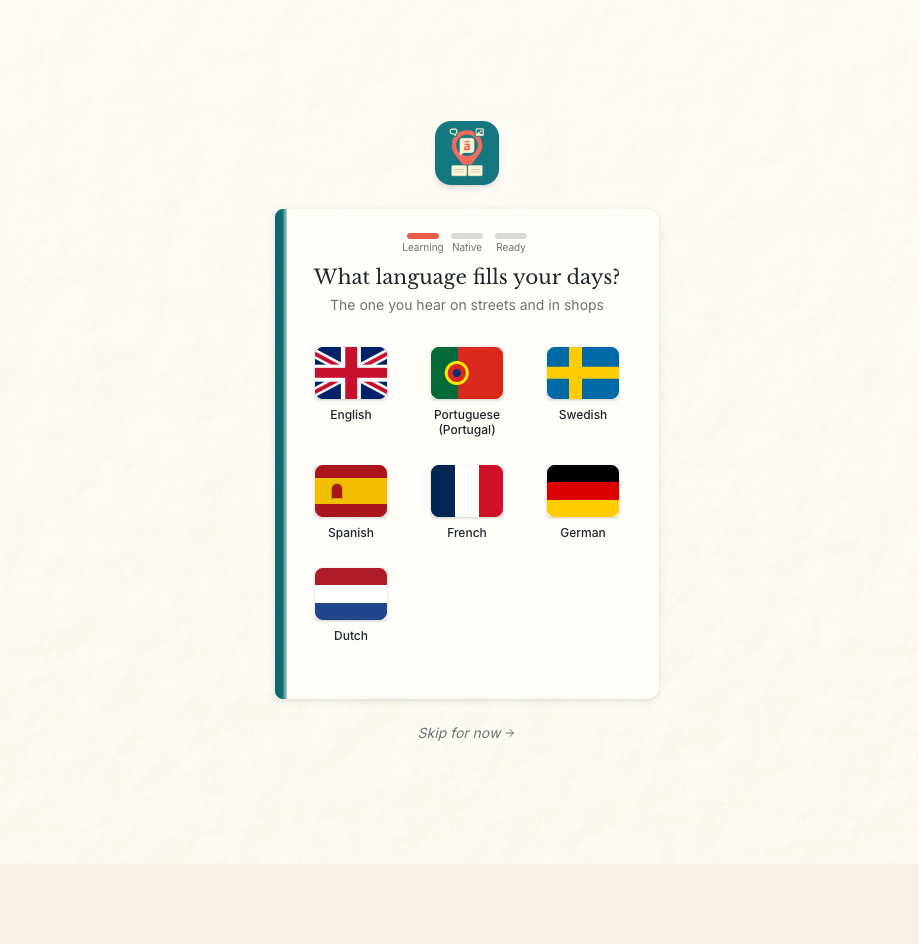 ã
Learning Native Ready
What language fills your days?
The one you hear on streets and in shops
English
Portuguese
(Portugal)
Swedish
Spanish
French
German
Dutch
Skip for now →